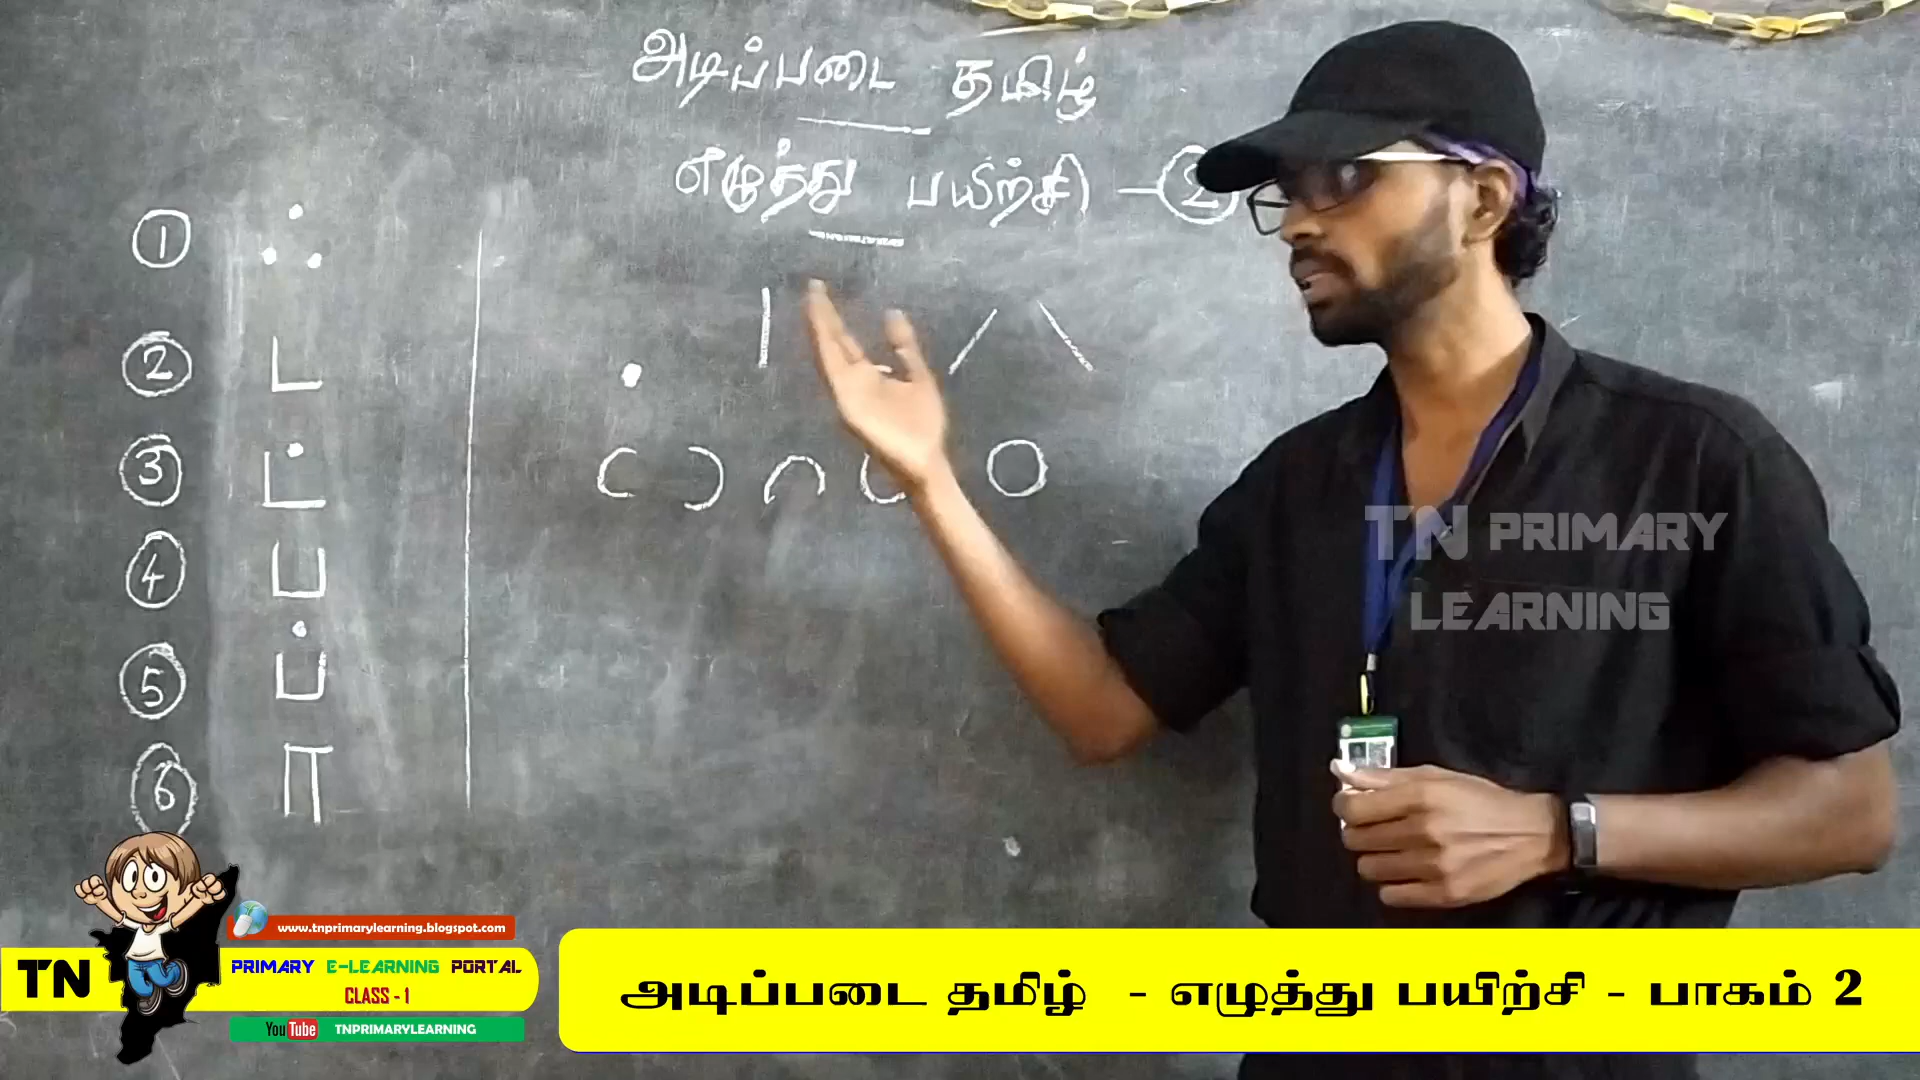 அடிப்படை தமிழ்
எழுத்து பயிற்சி - 2
1 ஃ
2 ட
3 ட்
4 ப
5 ப்
6 ா
TN PRIMARY
LEARNING
www.tnprimarylearning.blogspot.com
TN PRIMARY E-LEARNING PORTAL
CLASS - 1
YouTube TNPRIMARYLEARNING
அடிப்படை தமிழ் - எழுத்து பயிற்சி - பாகம் 2